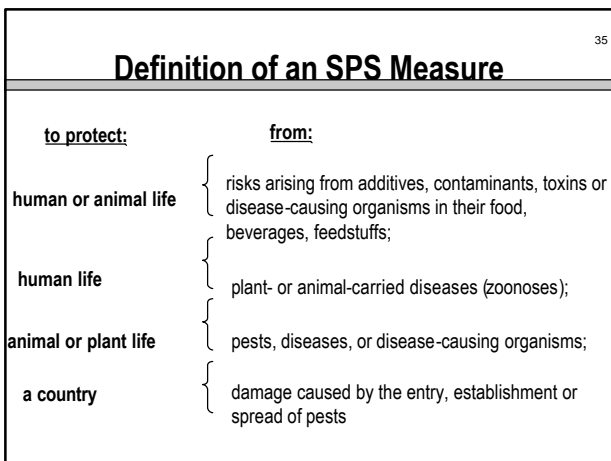 35
Definition of an SPS Measure
to protect:
from:
human or animal life
risks arising from additives, contaminants, toxins or
disease-causing organisms in their food,
beverages, feedstuffs;
human life
plant- or animal-carried diseases (zoonoses);
animal or plant life
pests, diseases, or disease-causing organisms;
a country
damage caused by the entry, establishment or
spread of pests